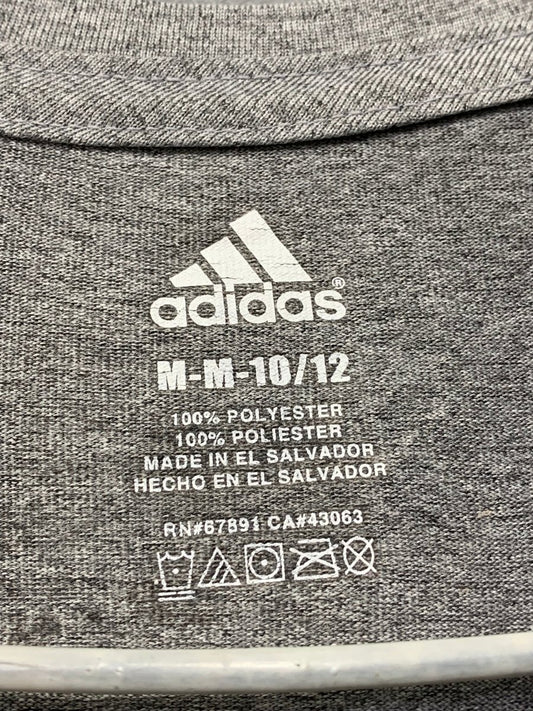 adidas®
M-M-10/12
100% POLYESTER
100% POLIESTER
MADE IN EL SALVADOR
HECHO EN EL SALVADOR
RN#67891 CA#43063